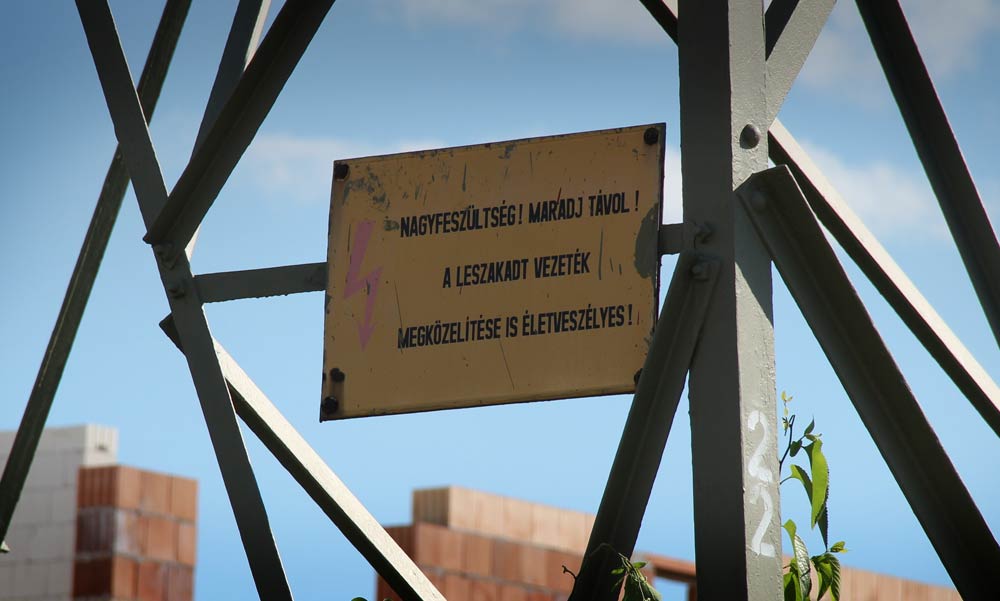 NAGYFESZÜLTSÉG! MARADJ TÁVOL!
A LESZAKADT VEZETÉK
MEGKÖZELÍTÉSE IS ÉLETVESZÉLYES!
22